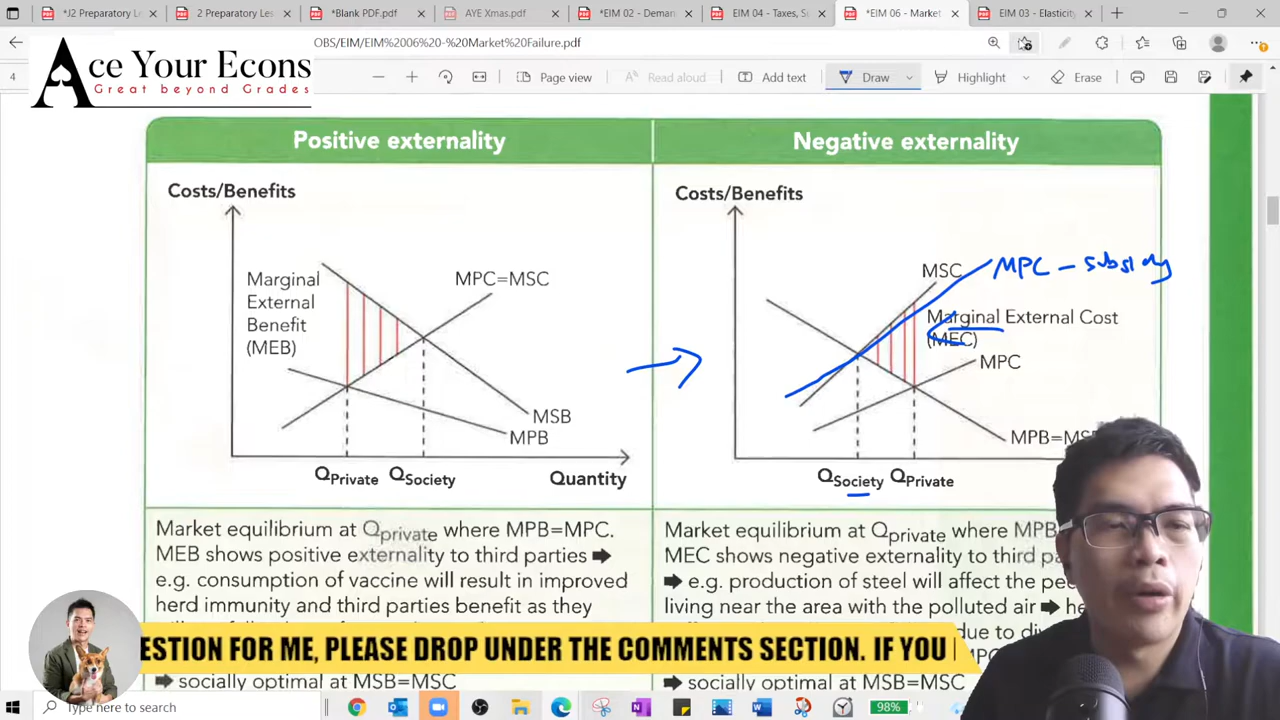 *J2 Preparatory L
2 Preparatory Les
*Blank PDF.pdf
AYE Xmas.pdf
*EIM 02 - Deman
EIM 04 - Taxes, S
*EIM 06 - Market
EIM 03 - Elasticity
OBS/EIM/EIM%2006%20-%20Market%20Failure.pdf
Ace Your Econs
Great beyond Grades
4
Page view
Read aloud
Add text
Draw
Highlight
Erase
Positive externality
Negative externality
Costs/Benefits
Marginal
External
Benefit
(MEB)
MPC=MSC
MSB
MPB
QPrivate
QSociety
Quantity
Costs/Benefits
MSC
MPC - subsidy
Marginal External Cost
(MEC)
MPC
MPB=MS
QSociety
QPrivate
Market equilibrium at Qprivate where MPB=MPC.
MEB shows positive externality to third parties ➡
e.g. consumption of vaccine will result in improved
herd immunity and third parties benefit as they
➡ socially optimal at MSB=MSC
Market equilibrium at Qprivate where MPB
MEC shows negative externality to third pa
➡ e.g. production of steel will affect the pe
living near the area with the polluted air ➡ he
due to di
➡ socially optimal at MSB=MSC
ESTION FOR ME, PLEASE DROP UNDER THE COMMENTS SECTION. IF YOU
Type here to search
98%